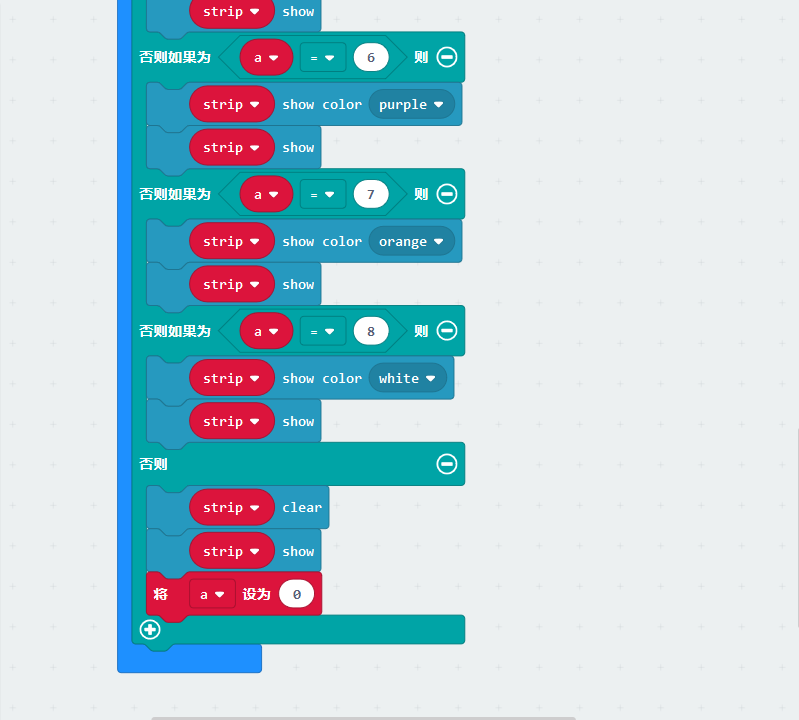 strip show
否则如果为 a = 6 则
strip show color purple
strip show
否则如果为 a = 7 则
strip show color orange
strip show
否则如果为 a = 8 则
strip show color white
strip show
否则
strip clear
strip show
将 a 设为 0